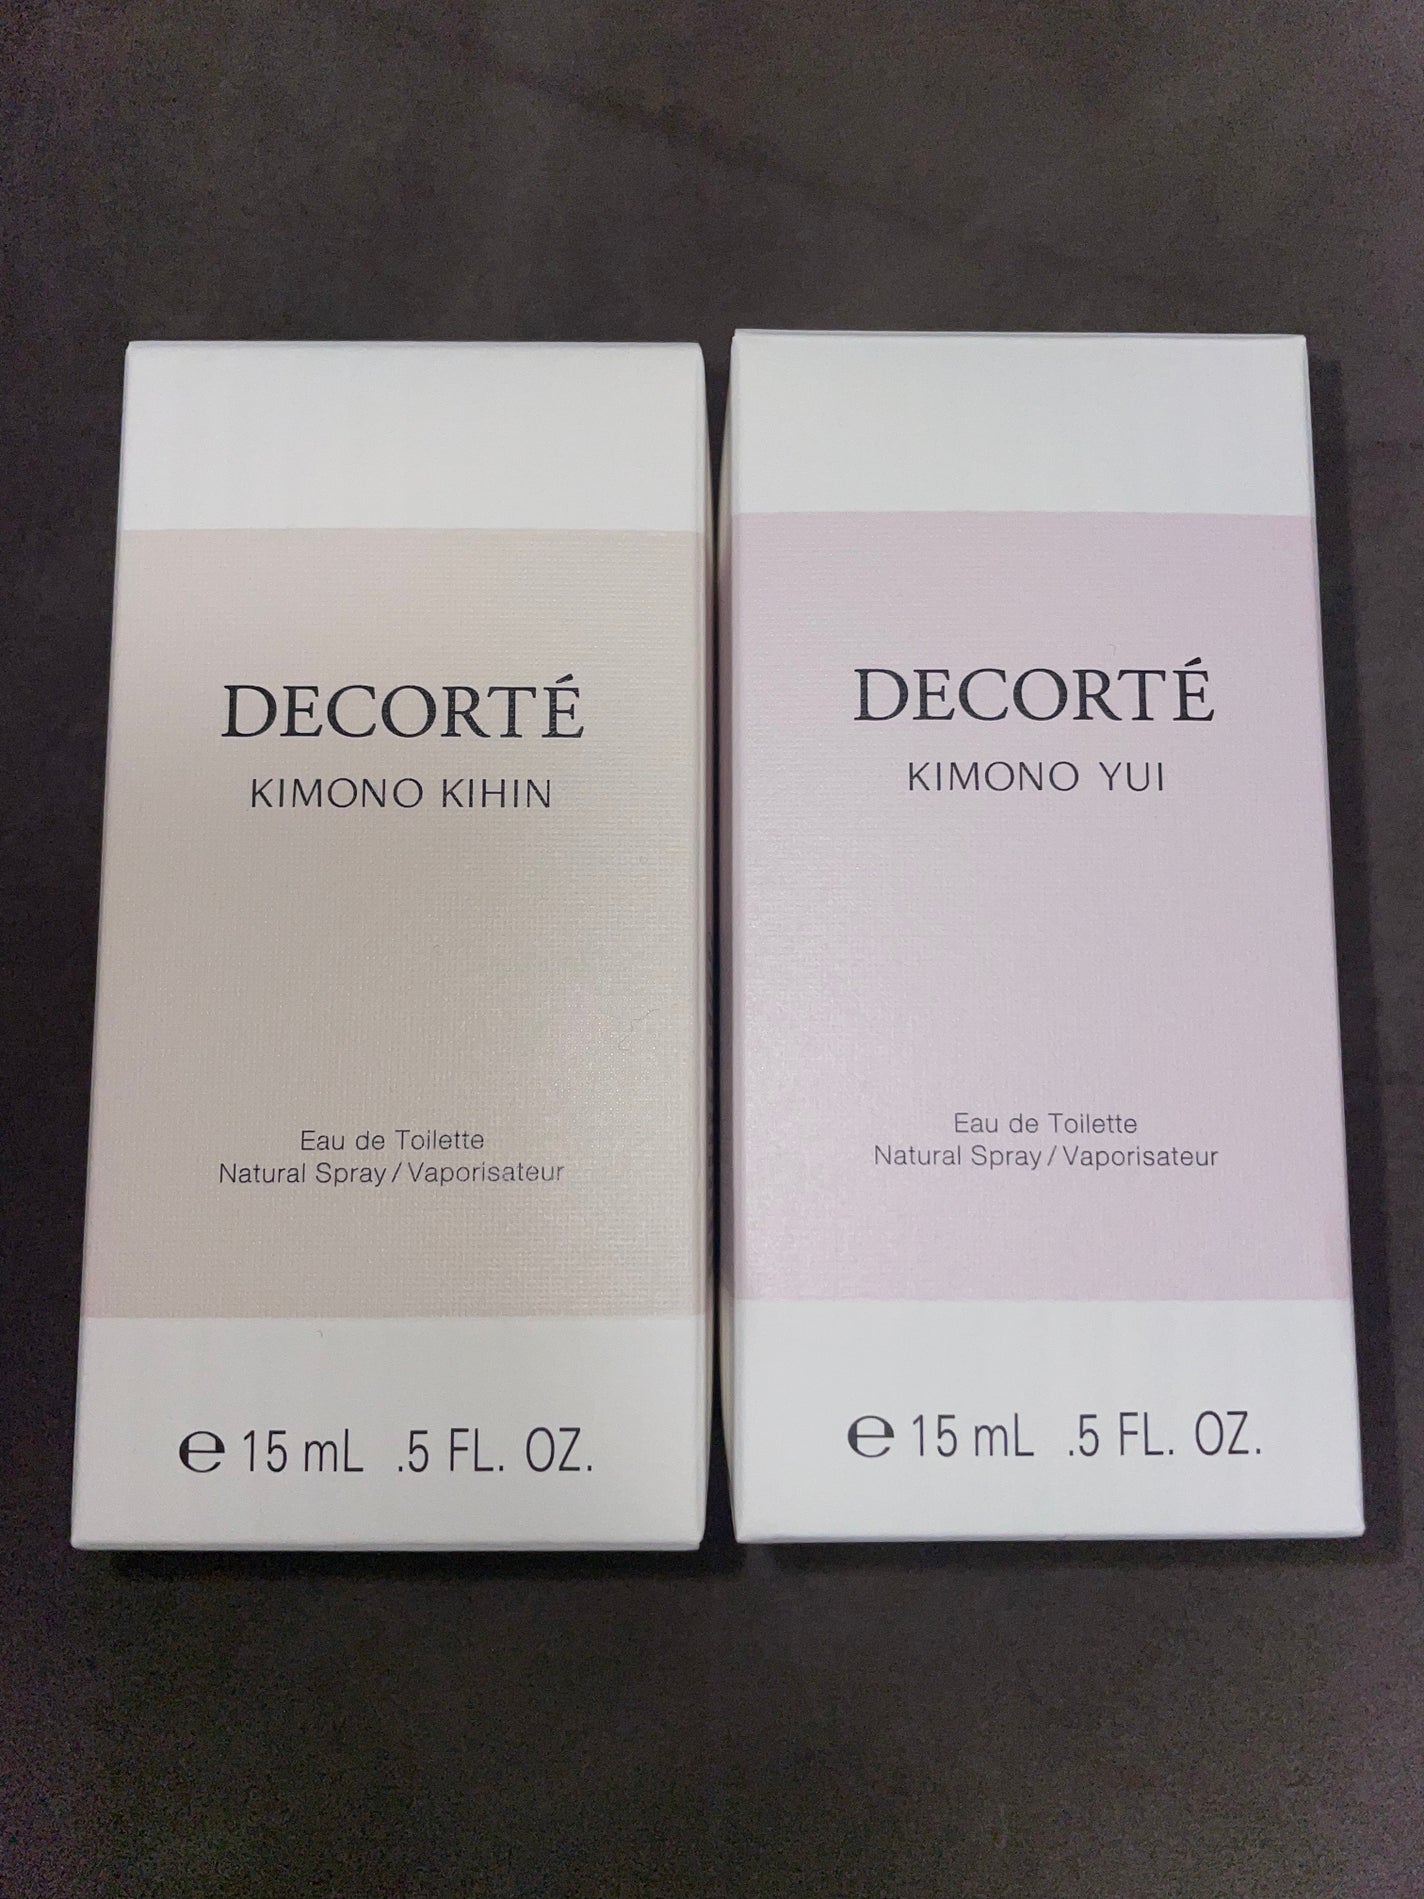 DECORTÉ
KIMONO KIHIN
Eau de Toilette
Natural Spray/Vaporisateur
℮ 15 mL .5 FL. OZ.
DECORTÉ
KIMONO YUI
Eau de Toilette
Natural Spray/Vaporisateur
℮ 15 mL .5 FL. OZ.